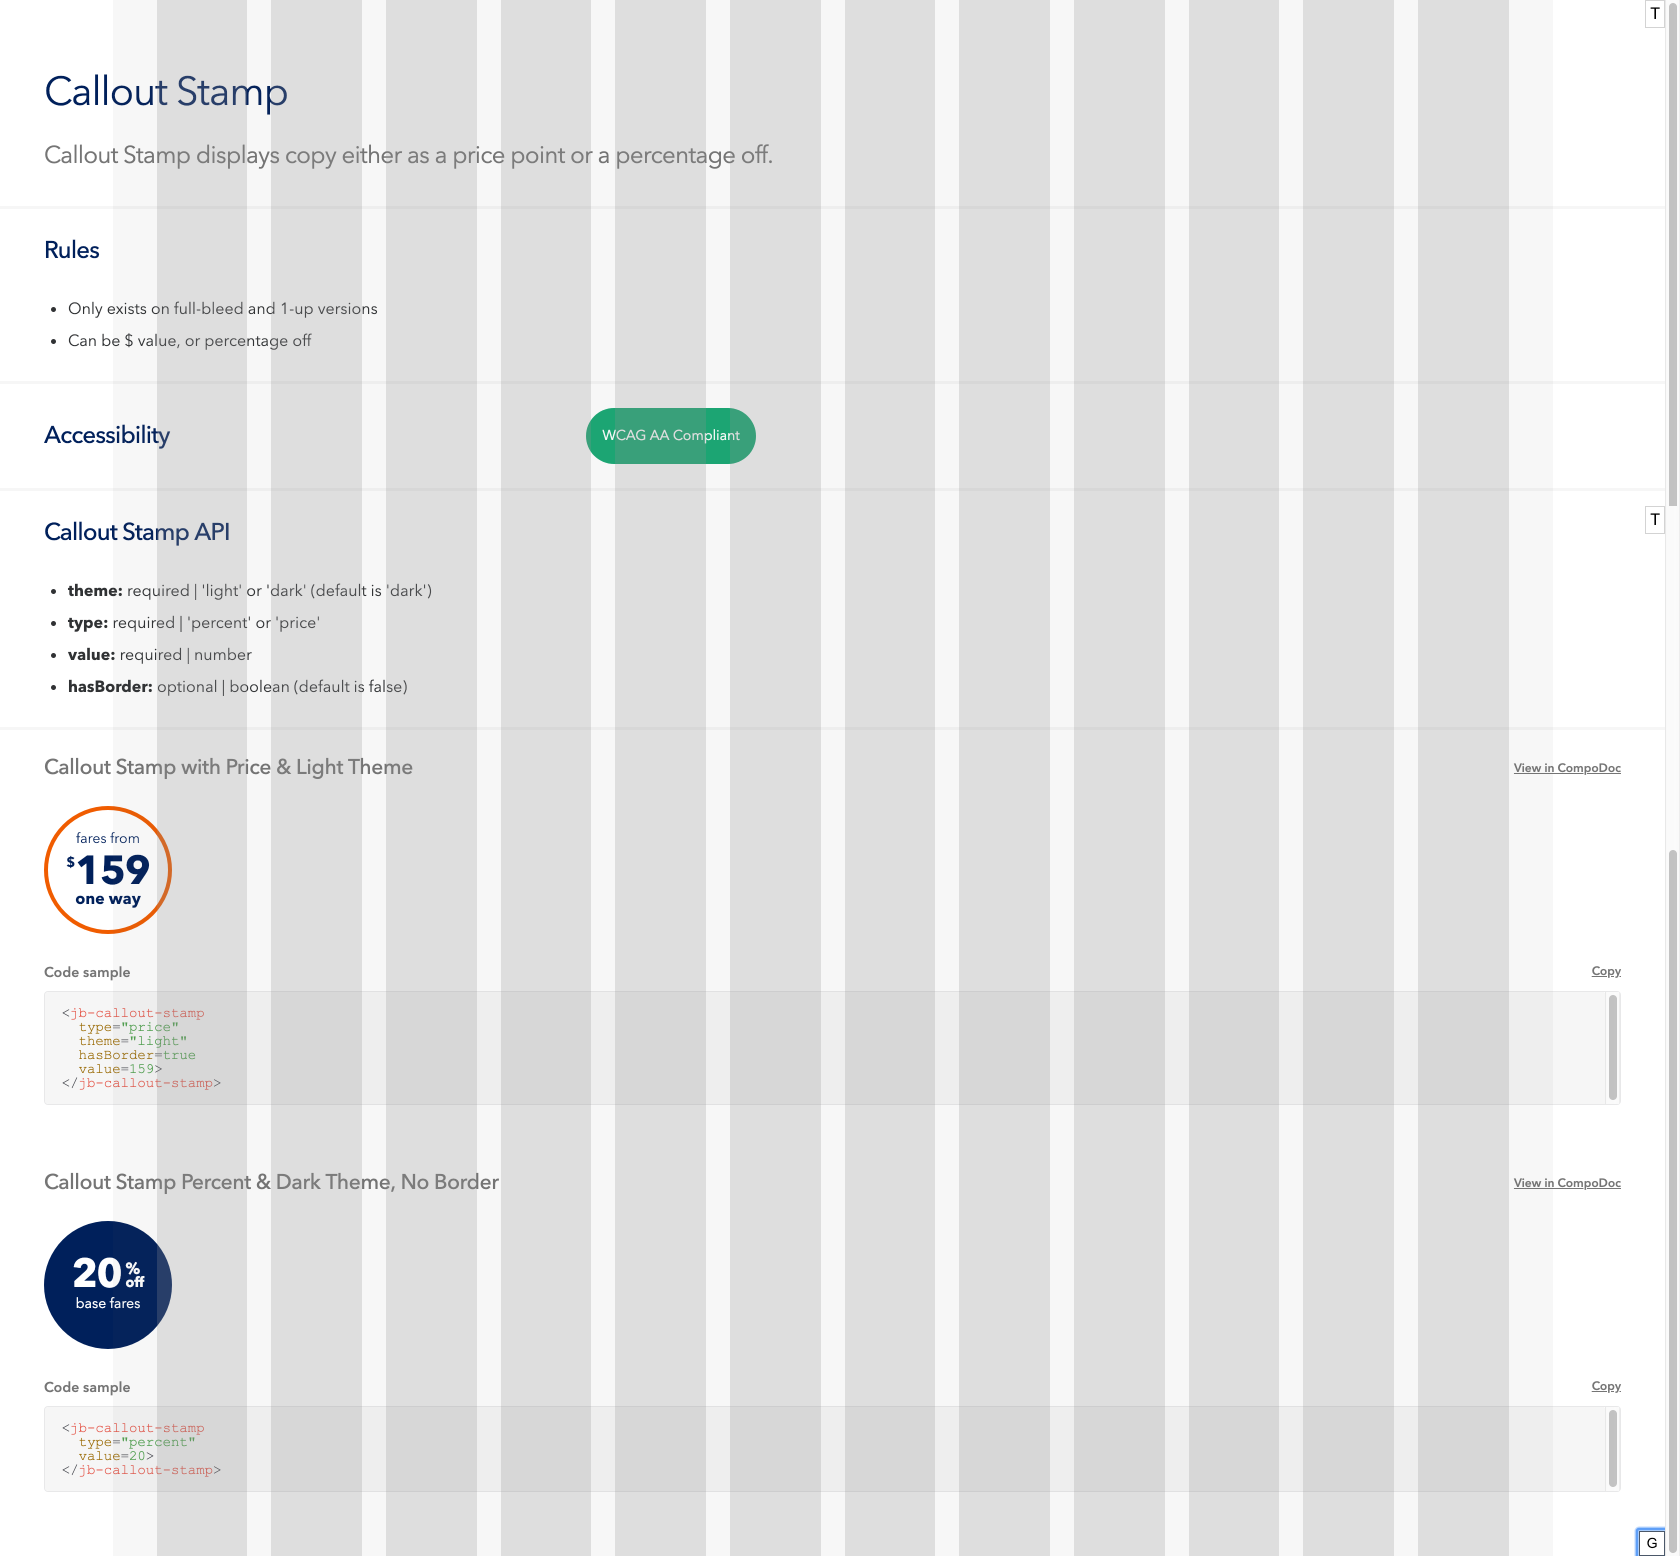 T
Callout Stamp
Callout Stamp displays copy either as a price point or a percentage off.
Rules
• Only exists on full-bleed and 1-up versions
• Can be $ value, or percentage off
Accessibility
WCAG AA Compliant
Callout Stamp API
T
• theme: required | 'light' or 'dark' (default is 'dark')
• type: required | 'percent' or 'price'
• value: required | number
• hasBorder: optional | boolean (default is false)
Callout Stamp with Price & Light Theme
View in CompoDoc
fares from
$159
one way
Code sample
Copy
<jb-callout-stamp
  type="price"
  theme="light"
  hasBorder=true
  value=159>
</jb-callout-stamp>
Callout Stamp Percent & Dark Theme, No Border
View in CompoDoc
20 % off
base fares
Code sample
Copy
<jb-callout-stamp
  type="percent"
  value=20>
</jb-callout-stamp>
G